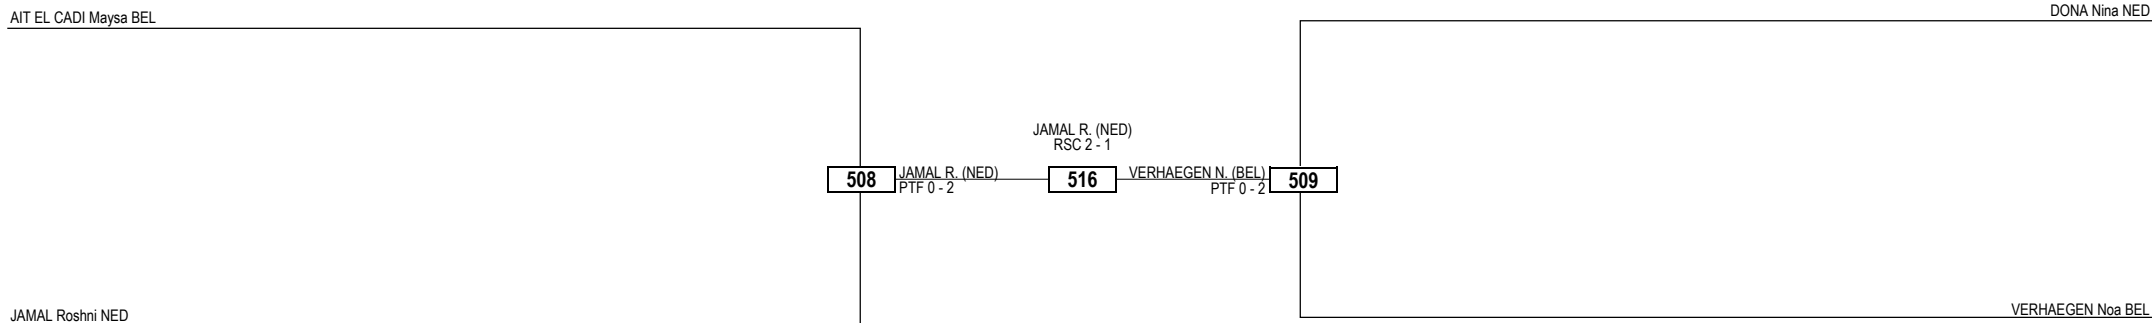 AIT EL CADI Maysa BEL
DONA Nina NED
JAMAL R. (NED)
RSC 2 - 1
508
JAMAL R. (NED)
PTF 0 - 2
516
VERHAEGEN N. (BEL)
PTF 0 - 2
509
JAMAL Roshni NED
VERHAEGEN Noa BEL